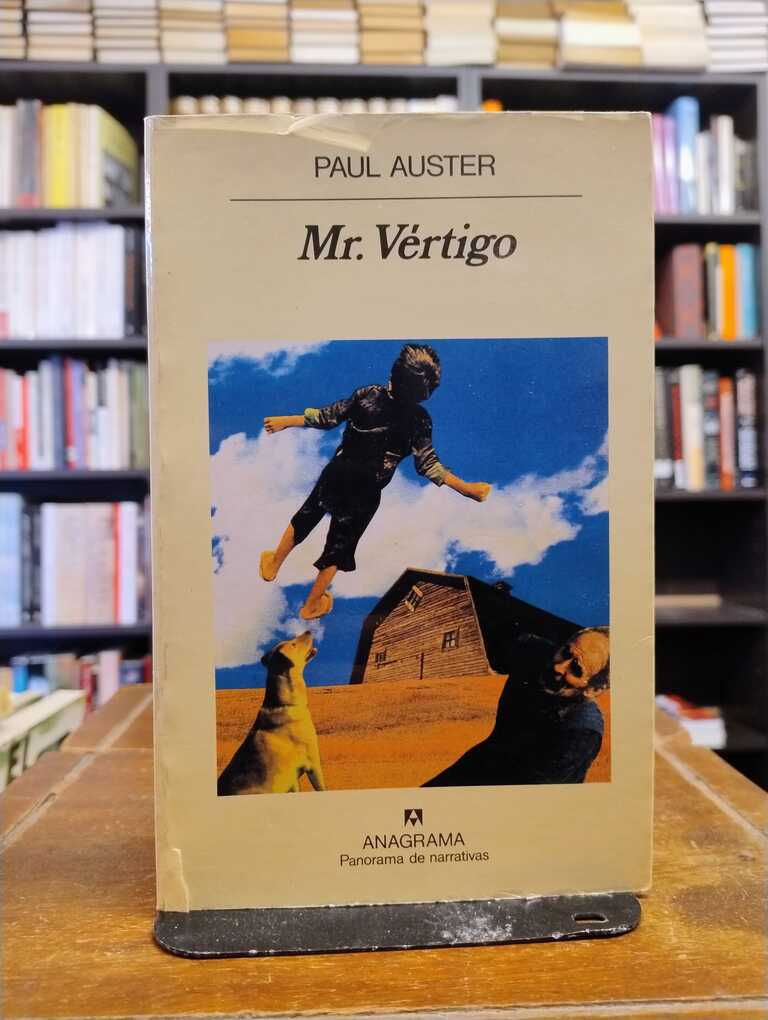 PAUL AUSTER
Mr. Vértigo
ANAGRAMA
Panorama de narrativas